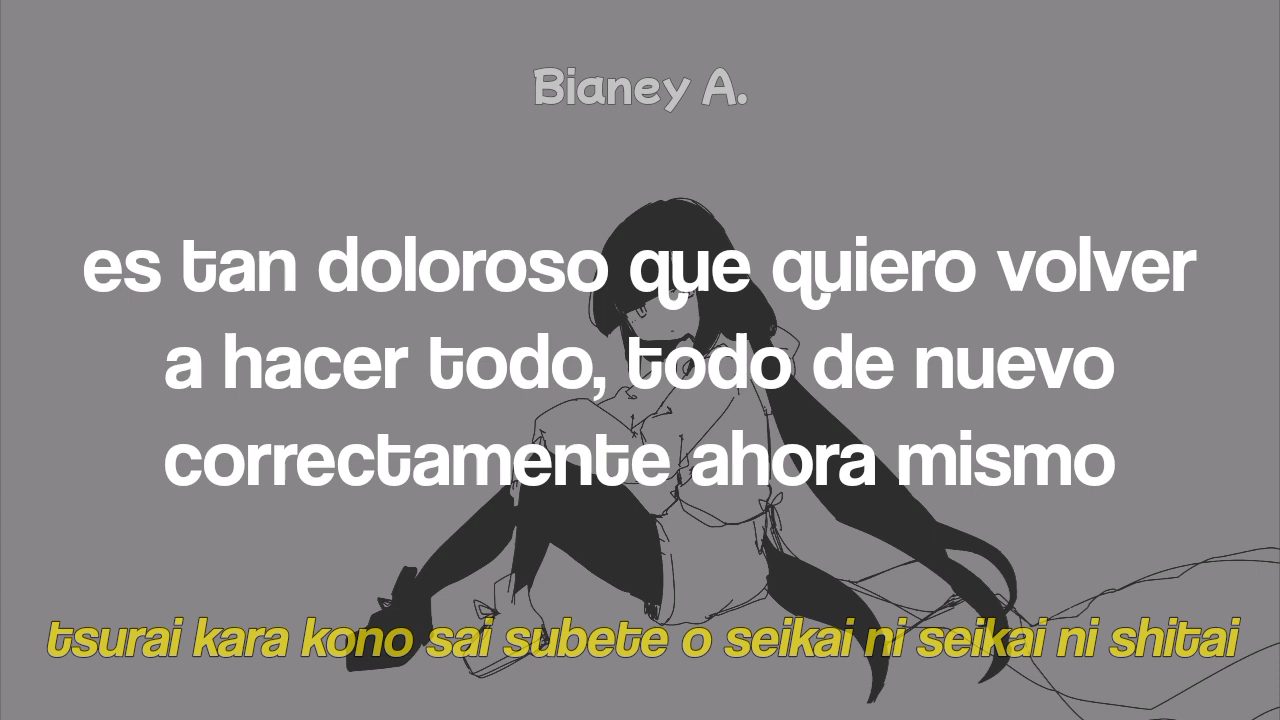 Bianey A.
es tan doloroso que quiero volver
a hacer todo, todo de nuevo
correctamente ahora mismo
tsurai kara kono sai subete o seikai ni seikai ni shitai